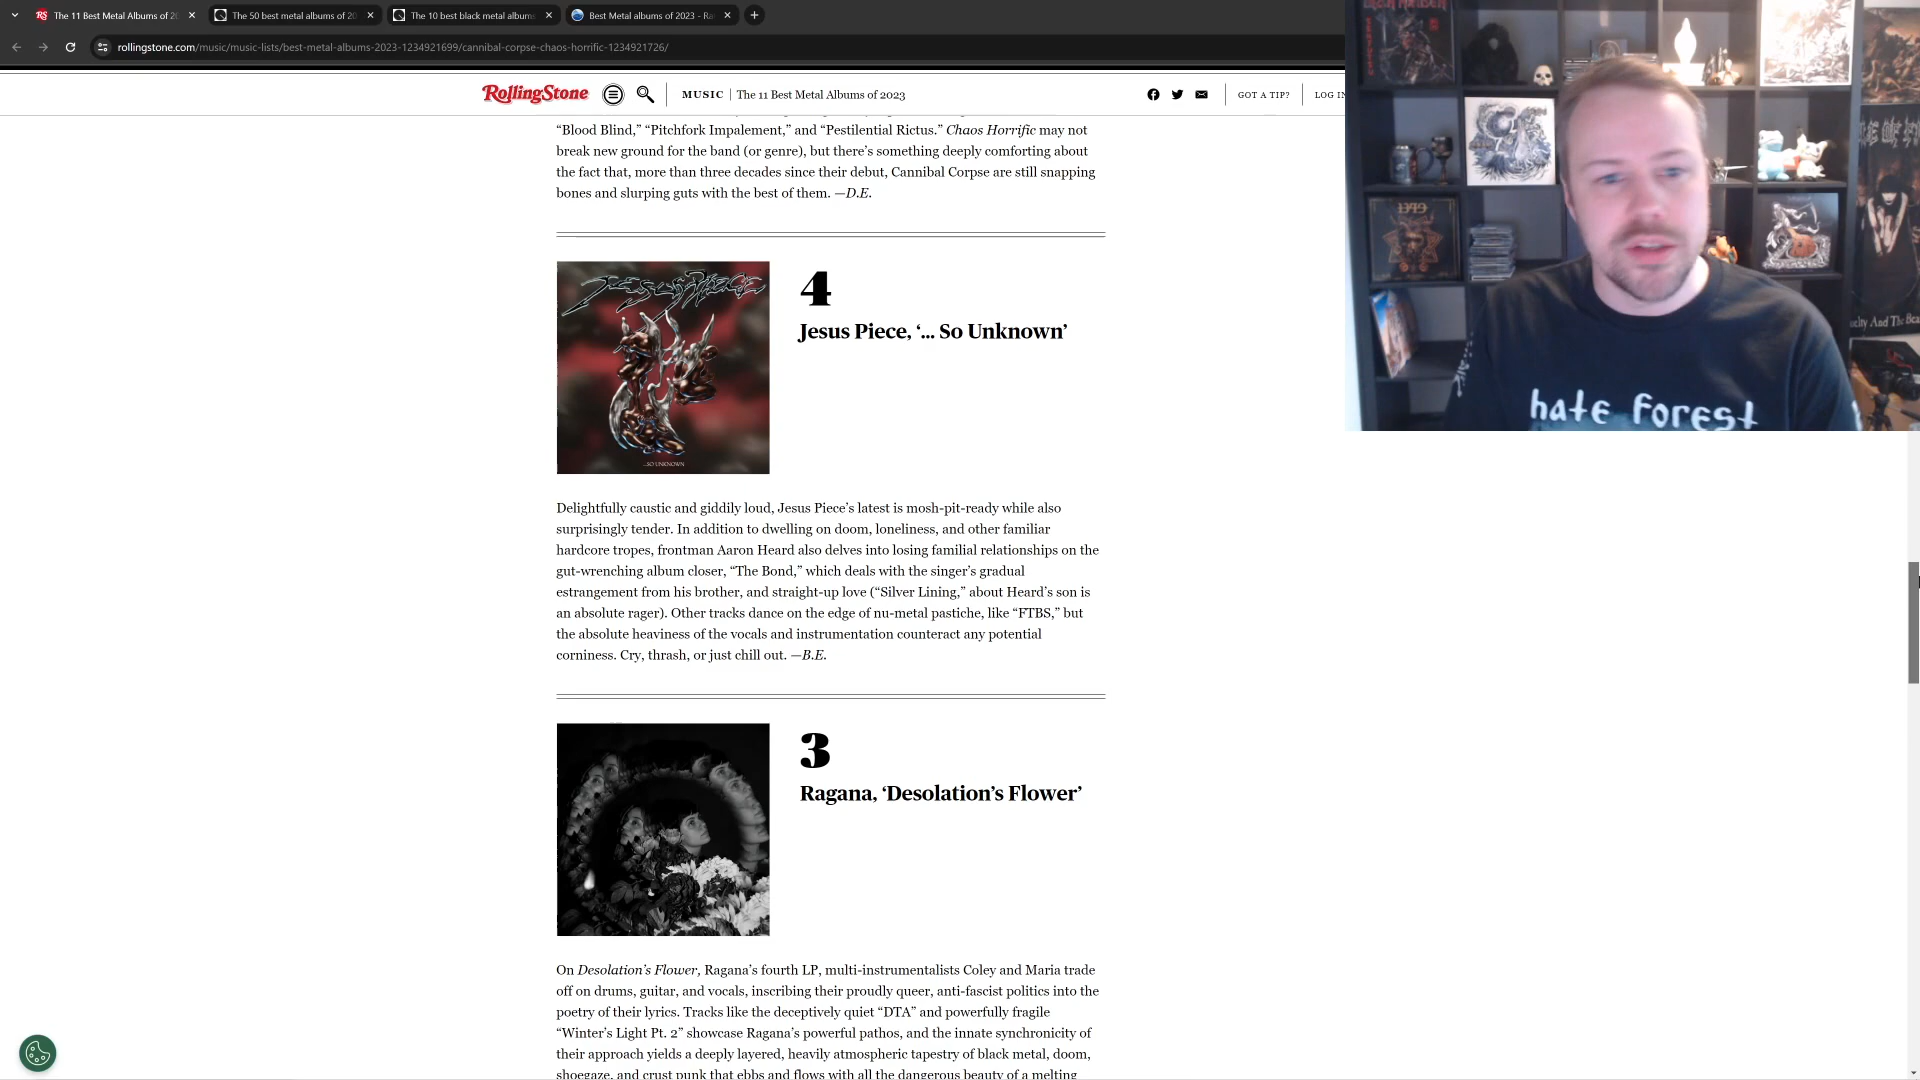 The 11 Best Metal Albums of 2
The 50 best metal albums of 20
The 10 best black metal albums
Best Metal albums of 2023 - Ra
rollingstone.com/music/music-lists/best-metal-albums-2023-1234921699/cannibal-corpse-chaos-horrific-1234921726/
RollingStone
MUSIC | The 11 Best Metal Albums of 2023
GOT A TIP?
LOG IN
“Blood Blind,” “Pitchfork Impalement,” and “Pestilential Rictus.” Chaos Horrific may not
break new ground for the band (or genre), but there’s something deeply comforting about
the fact that, more than three decades since their debut, Cannibal Corpse are still snapping
bones and slurping guts with the best of them. —D.E.
JESUS PIECE
...SO UNKNOWN
4
Jesus Piece, ‘... So Unknown’
Delightfully caustic and giddily loud, Jesus Piece’s latest is mosh-pit-ready while also
surprisingly tender. In addition to dwelling on doom, loneliness, and other familiar
hardcore tropes, frontman Aaron Heard also delves into losing familial relationships on the
gut-wrenching album closer, “The Bond,” which deals with the singer’s gradual
estrangement from his brother, and straight-up love (“Silver Lining,” about Heard’s son is
an absolute rager). Other tracks dance on the edge of nu-metal pastiche, like “FTBS,” but
the absolute heaviness of the vocals and instrumentation counteract any potential
corniness. Cry, thrash, or just chill out. —B.E.
3
Ragana, ‘Desolation’s Flower’
On Desolation’s Flower, Ragana’s fourth LP, multi-instrumentalists Coley and Maria trade
off on drums, guitar, and vocals, inscribing their proudly queer, anti-fascist politics into the
poetry of their lyrics. Tracks like the deceptively quiet “DTA” and powerfully fragile
“Winter’s Light Pt. 2” showcase Ragana’s powerful pathos, and the innate synchronicity of
their approach yields a deeply layered, heavily atmospheric tapestry of black metal, doom,
shoegaze, and crust punk that ebbs and flows with all the dangerous beauty of a melting
1349
hate forest
elty And The Bea